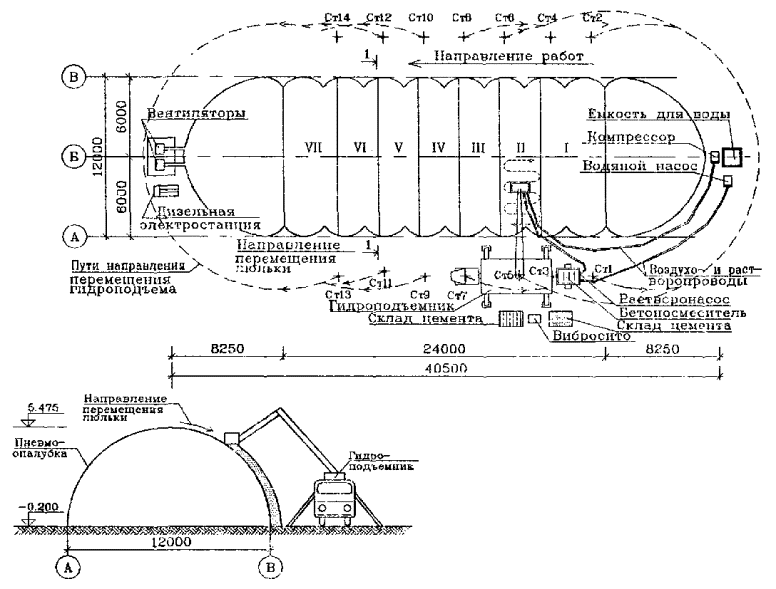 Ст14 Ст12 Ст10 Ст8 Ст6 Ст4 Ст2
1
Направление работ
В
Вентиляторы
6000
12000
6000
Б
А
VII VI V IV III II I
Емкость для воды
Компрессор
Водяной насос
Дизельная
электростанция
Направление
перемещения
люльки
1
Пути направления
перемещения
гидроподъема
Ст13 Ст11 Ст9 Ст7 Ст5 Ст3 Ст1
Воздухо- и раст-
воропроводы
Гидроподъемник
Склад цемента
Растворонасос
Бетоносмеситель
Склад цемента
Вибросито
8250 24000 8250
40500
Направление
перемещения
люльки
5.475
Пневмо-
опалубка
Гидро-
подъемник
-0.200
12000
А В